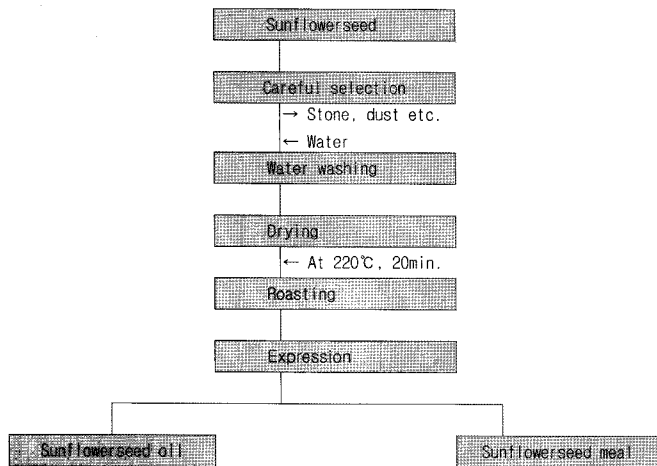 Sunflowerseed
Careful selection
→ Stone, dust etc.
← Water
Water washing
Drying
← At 220℃, 20min.
Roasting
Expression
Sunflowerseed oil
Sunflowerseed meal